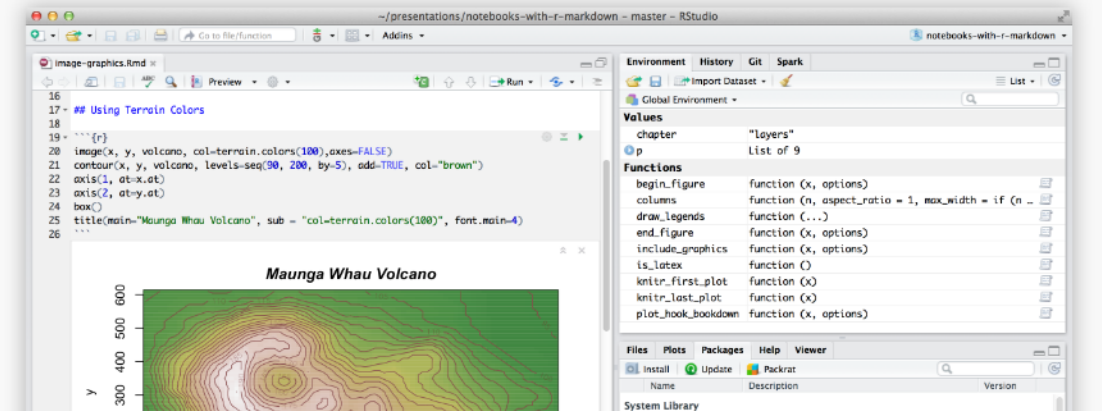 ~/presentations/notebooks-with-r-markdown - master - RStudio
Go to file/function
Addins
notebooks-with-r-markdown
image-graphics.Rmd
ABC
Preview
Run
16
17 ## Using Terrain Colors
18
19 ```{r}
20 image(x, y, volcano, col=terrain.colors(100),axes=FALSE)
21 contour(x, y, volcano, levels=seq(90, 200, by=5), add=TRUE, col="brown")
22 axis(1, at=x.at)
23 axis(2, at=y.at)
24 box()
25 title(main="Maunga Whau Volcano", sub = "col=terrain.colors(100)", font.main=4)
26 ```
Maunga Whau Volcano
600
500
400
300
y
Environment History Git Spark
Import Dataset
List
Global Environment
Values
chapter "layers"
p List of 9
Functions
begin_figure function (x, options)
columns function (n, aspect_ratio = 1, max_width = if (n …
draw_legends function (...)
end_figure function (x, options)
include_graphics function (x, options)
is_latex function ()
knitr_first_plot function (x)
knitr_last_plot function (x)
plot_hook_bookdown function (x, options)
Files Plots Packages Help Viewer
Install Update Packrat
Name Description Version
System Library